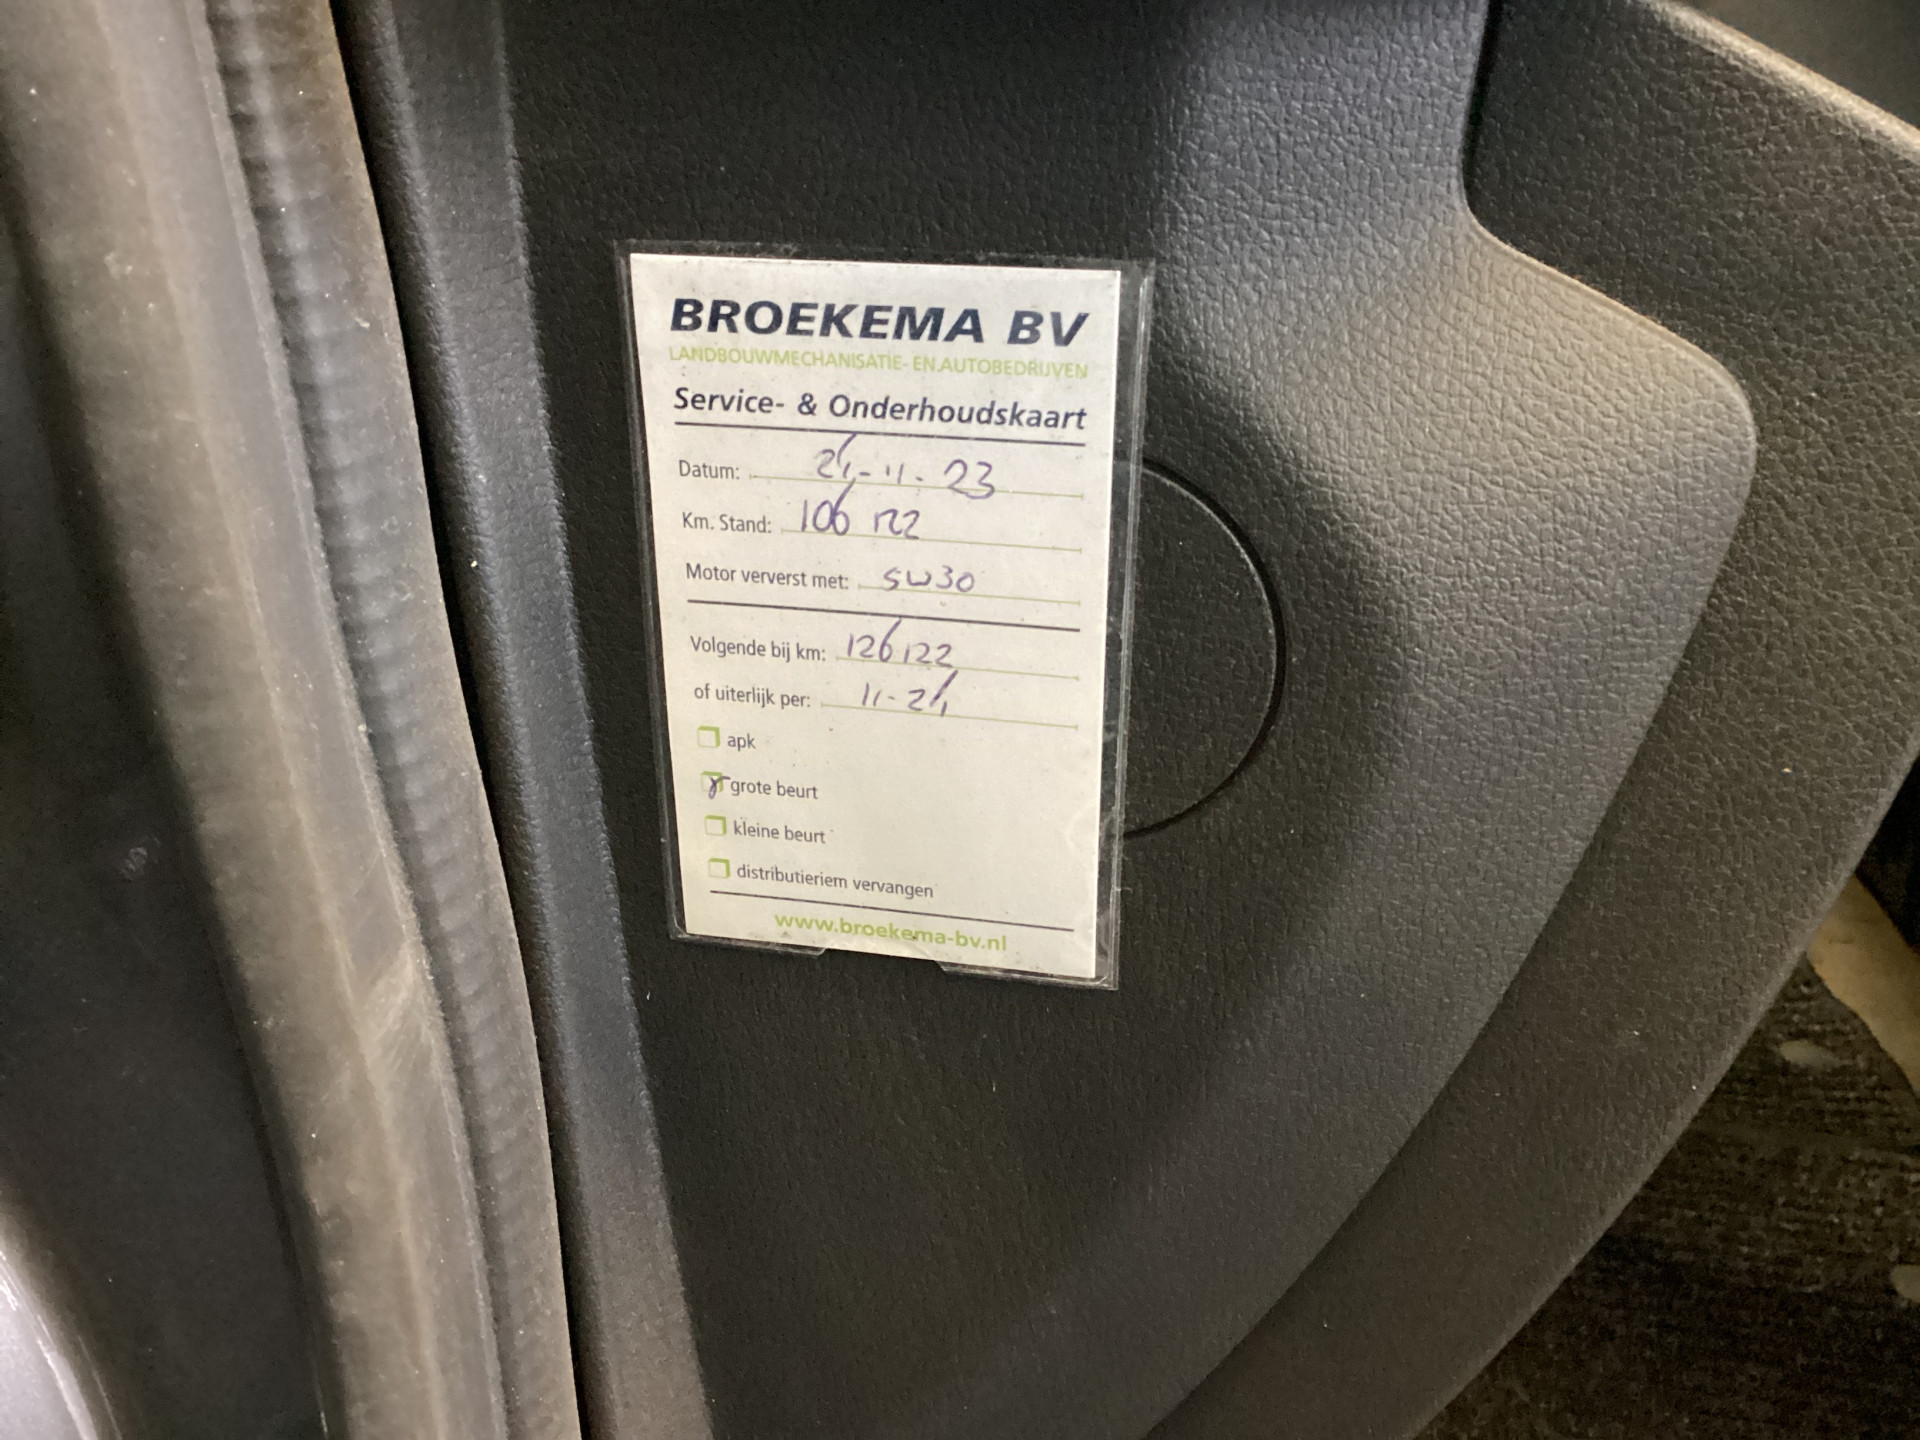 BROEKEMA BV
LANDBOUWMECHANISATIE- EN AUTOBEDRIJVEN
Service- & Onderhoudskaart
Datum: 24-11-23
Km. Stand: 106 122
Motor ververst met: 5W30
Volgende bij km: 126122
of uiterlijk per: 11-24
apk
grote beurt
kleine beurt
distributieriem vervangen
www.broekema-bv.nl